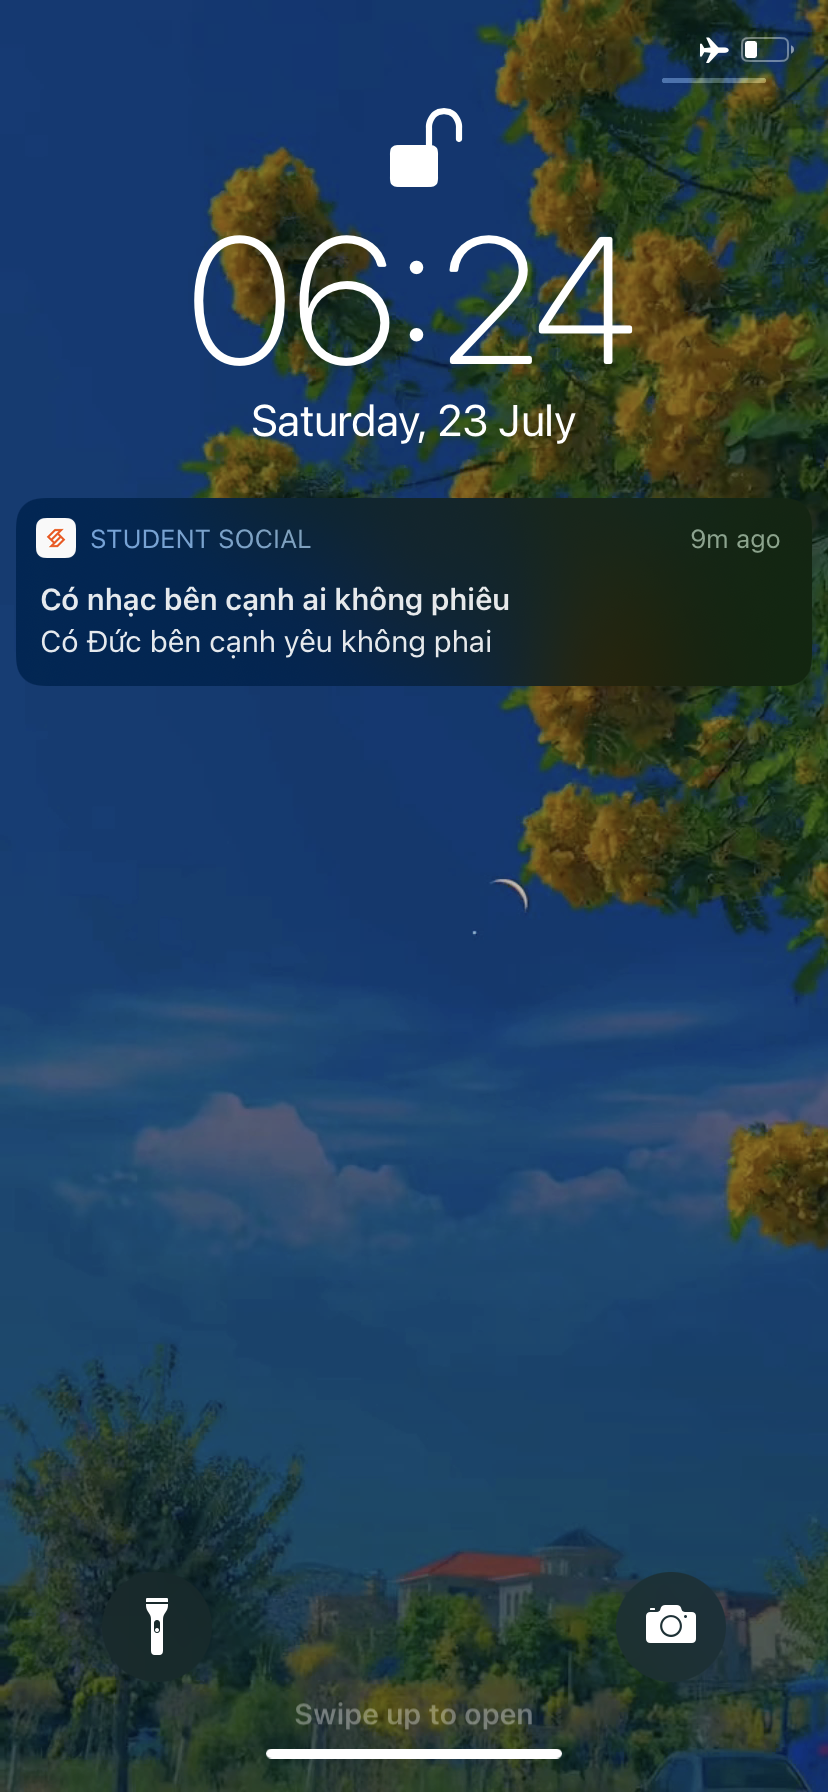 06:24
Saturday, 23 July
STUDENT SOCIAL
9m ago
Có nhạc bên cạnh ai không phiêu
Có Đức bên cạnh yêu không phai
Swipe up to open